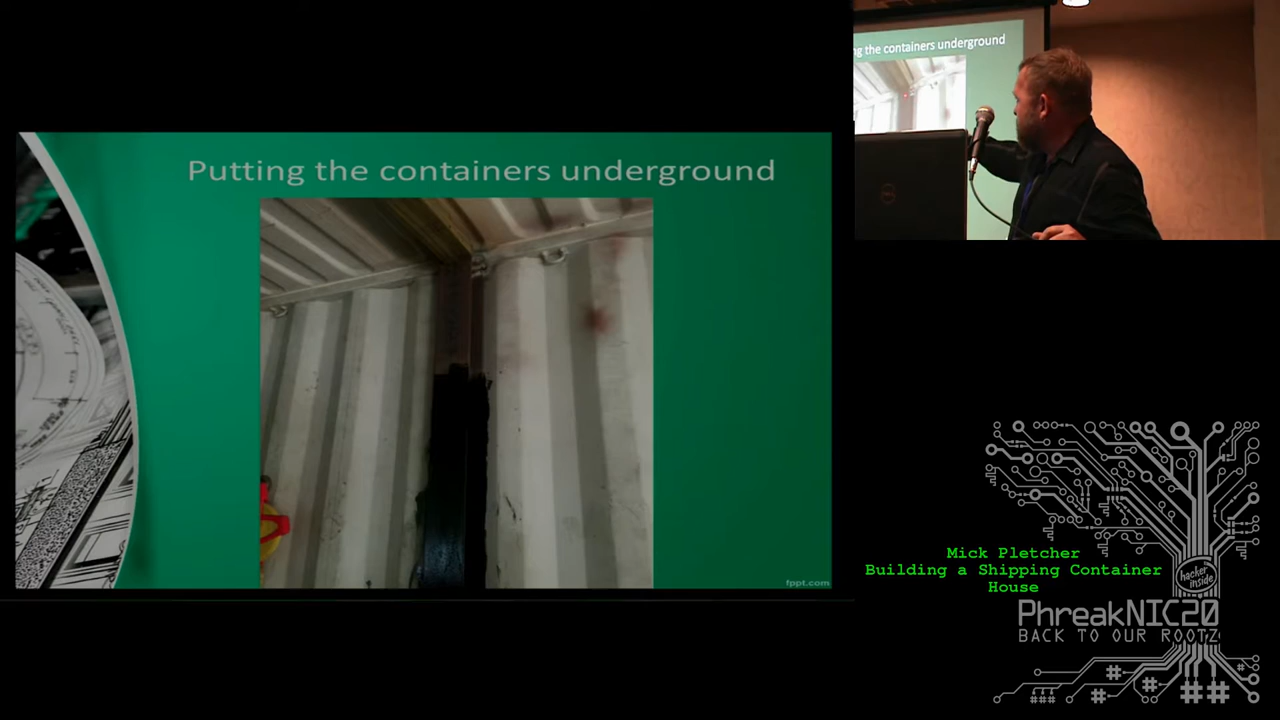 Putting the containers underground
ng the containers underground
fppt.com
Mick Pletcher
Building a Shipping Container
House
hacker
inside
PhreakNIC20
BACK TO OUR ROOTZ